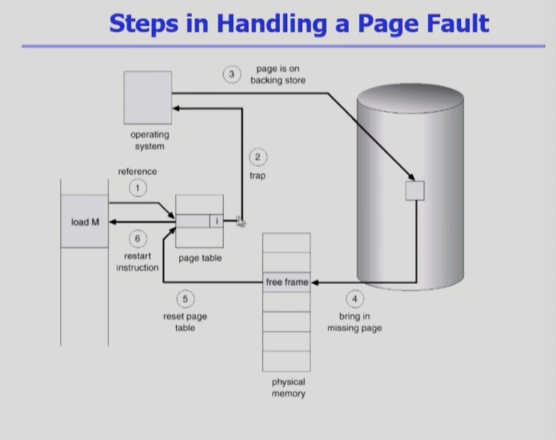 Steps in Handling a Page Fault
3
page is on
backing store
operating
system
2
trap
reference
1
load M
i
6
restart
instruction
page table
free frame
5
reset page
table
4
bring in
missing page
physical
memory